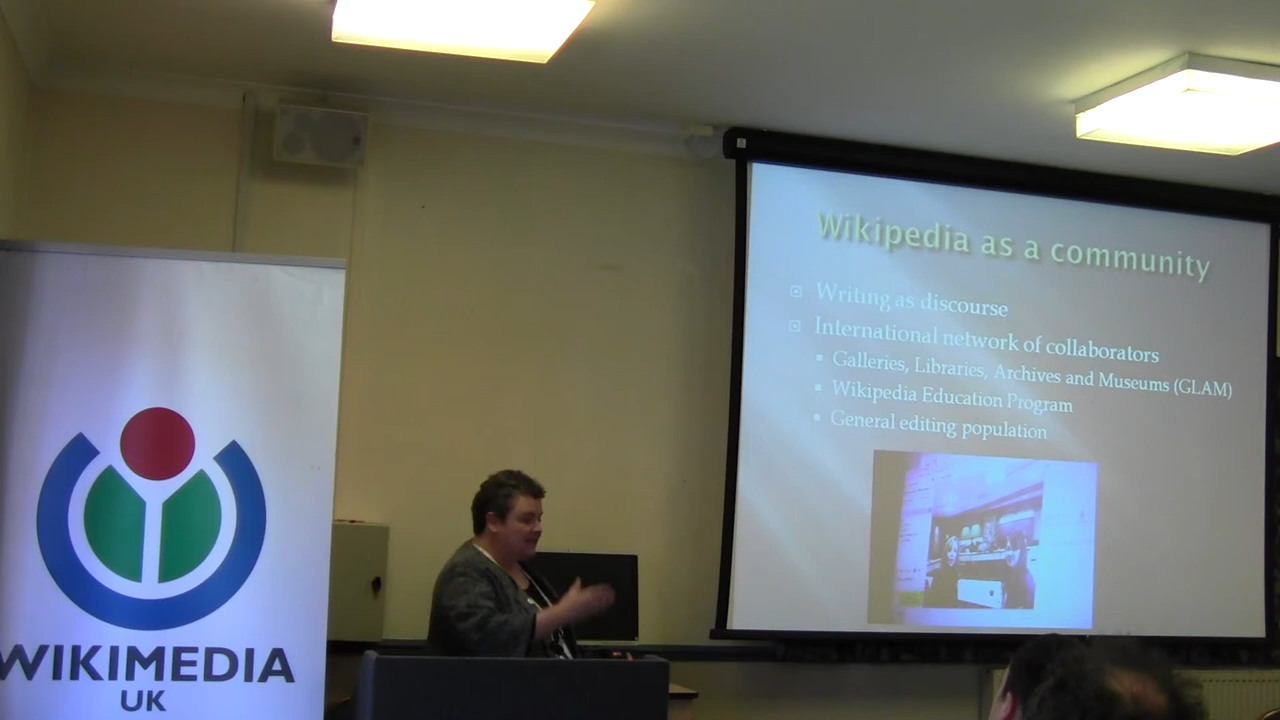 Wikipedia as a community
Writing as discourse
International network of collaborators
Galleries, Libraries, Archives and Museums (GLAM)
Wikipedia Education Program
General editing population
WIKIMEDIA
UK